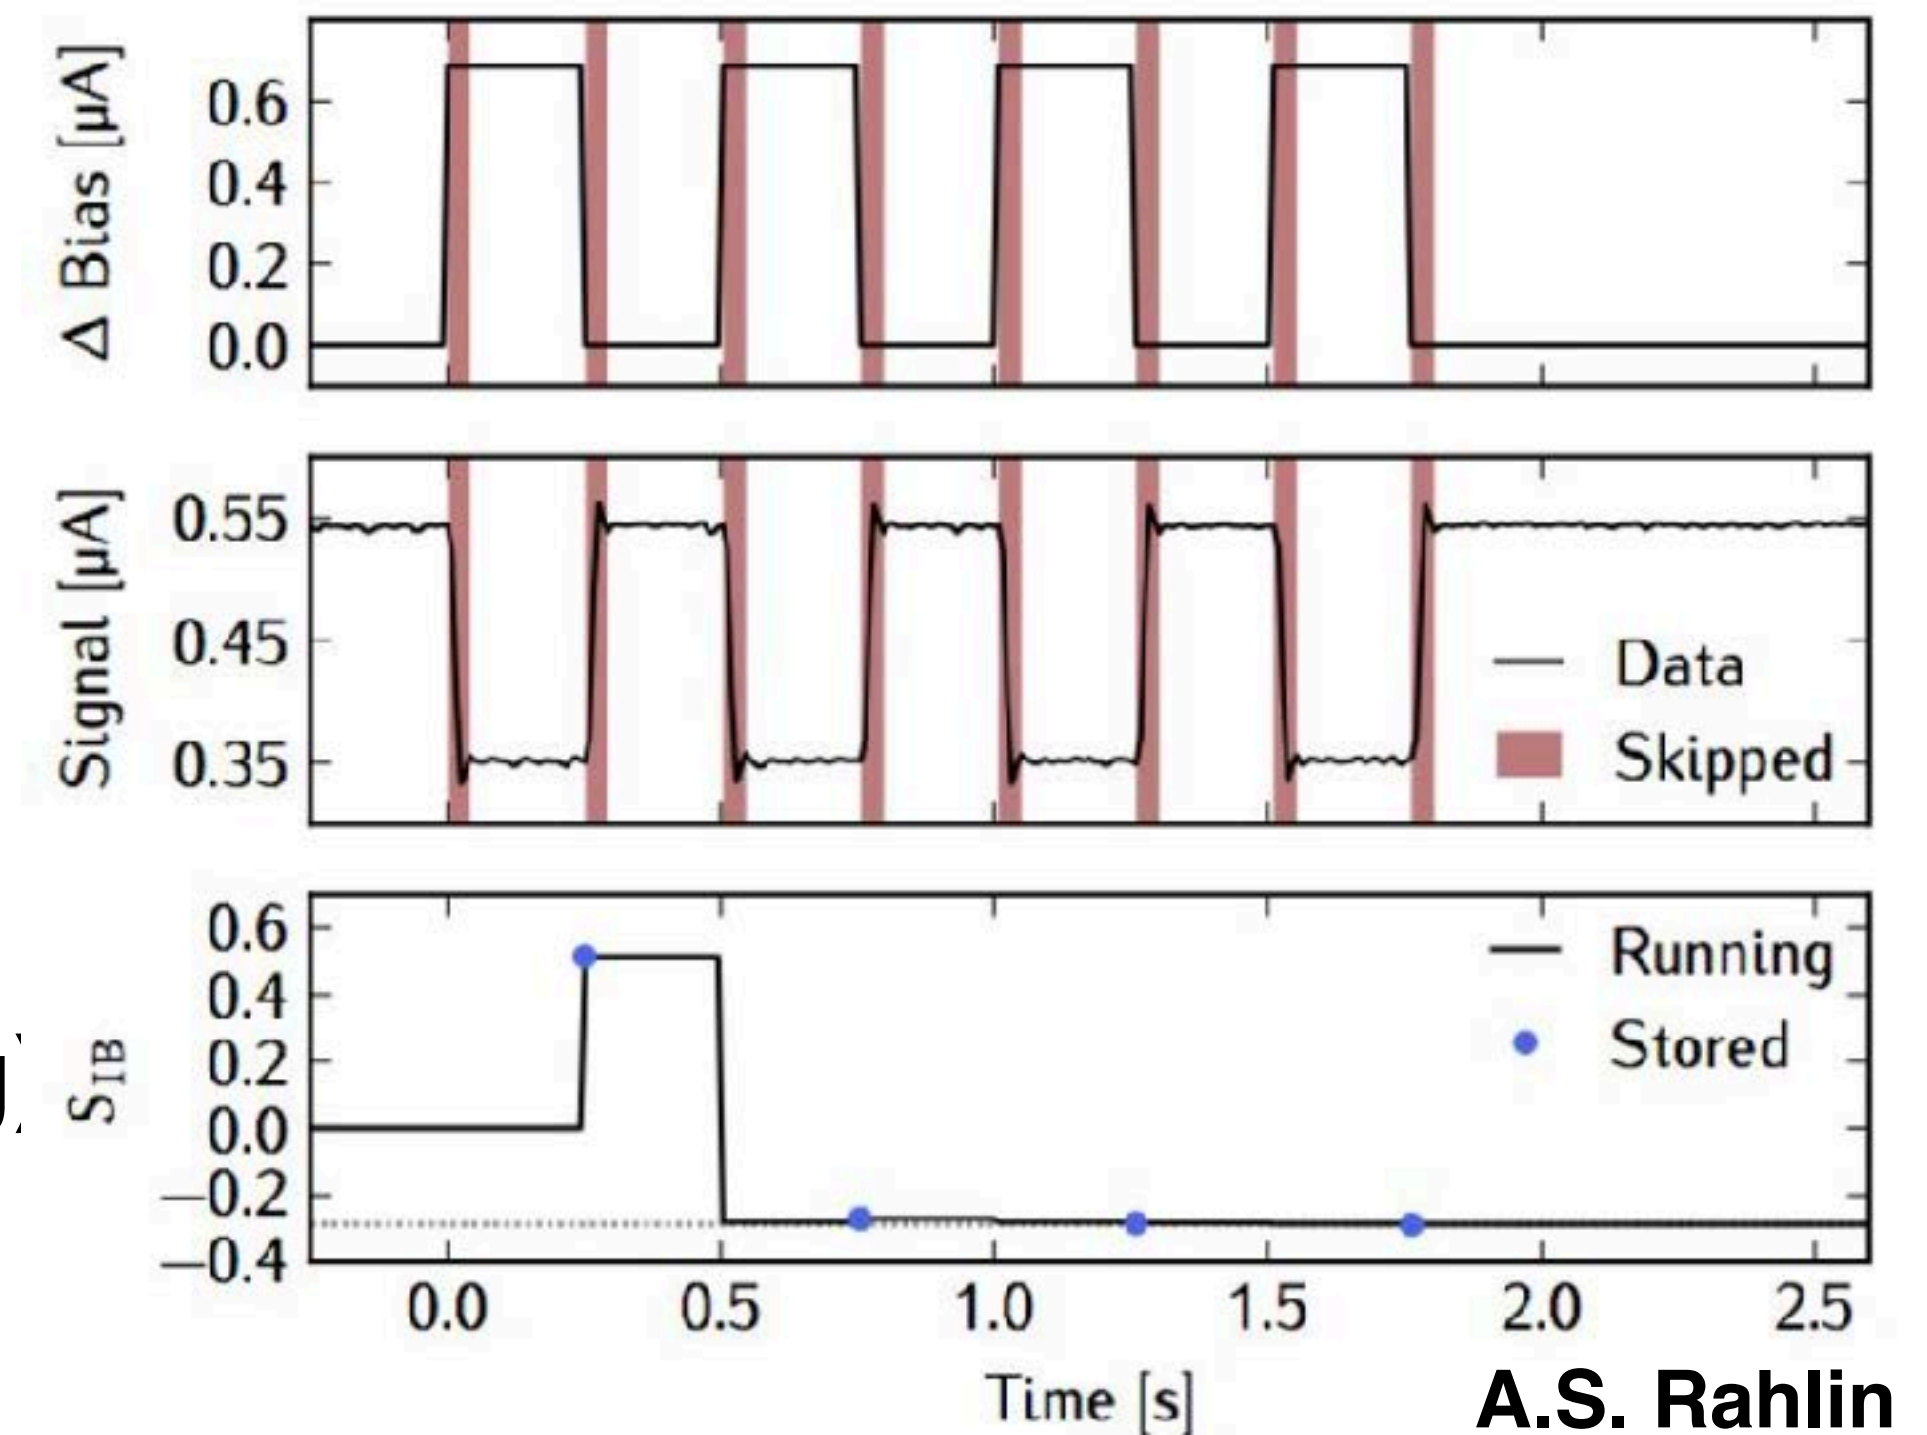 Δ Bias [μA]
0.6
0.4
0.2
0.0
Signal [μA]
0.55
0.45
0.35
Data
Skipped
S_IB
0.6
0.4
0.2
0.0
−0.2
−0.4
Running
Stored
0.0 0.5 1.0 1.5 2.0 2.5
Time [s]
A.S. Rahlin